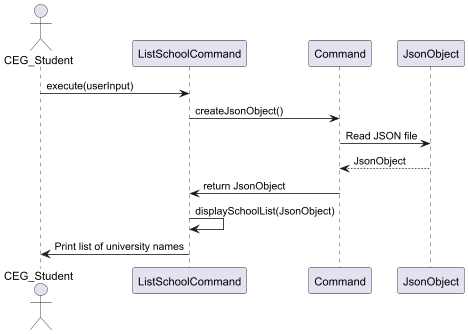 CEG_Student
ListSchoolCommand
Command
JsonObject
execute(userInput)
createJsonObject()
Read JSON file
JsonObject
return JsonObject
displaySchoolList(JsonObject)
Print list of university names
CEG_Student
ListSchoolCommand
Command
JsonObject